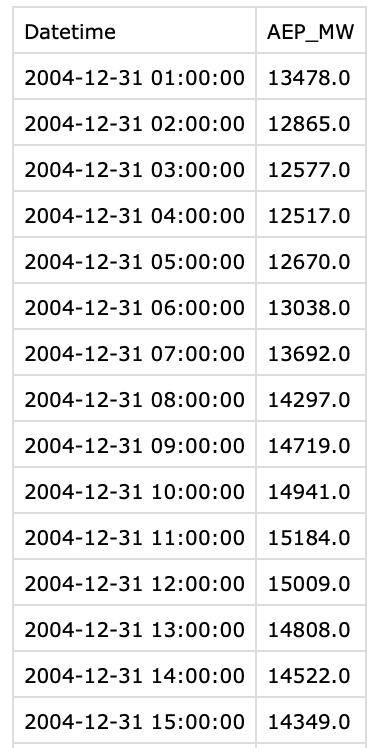 Datetime AEP_MW
2004-12-31 01:00:00 13478.0
2004-12-31 02:00:00 12865.0
2004-12-31 03:00:00 12577.0
2004-12-31 04:00:00 12517.0
2004-12-31 05:00:00 12670.0
2004-12-31 06:00:00 13038.0
2004-12-31 07:00:00 13692.0
2004-12-31 08:00:00 14297.0
2004-12-31 09:00:00 14719.0
2004-12-31 10:00:00 14941.0
2004-12-31 11:00:00 15184.0
2004-12-31 12:00:00 15009.0
2004-12-31 13:00:00 14808.0
2004-12-31 14:00:00 14522.0
2004-12-31 15:00:00 14349.0